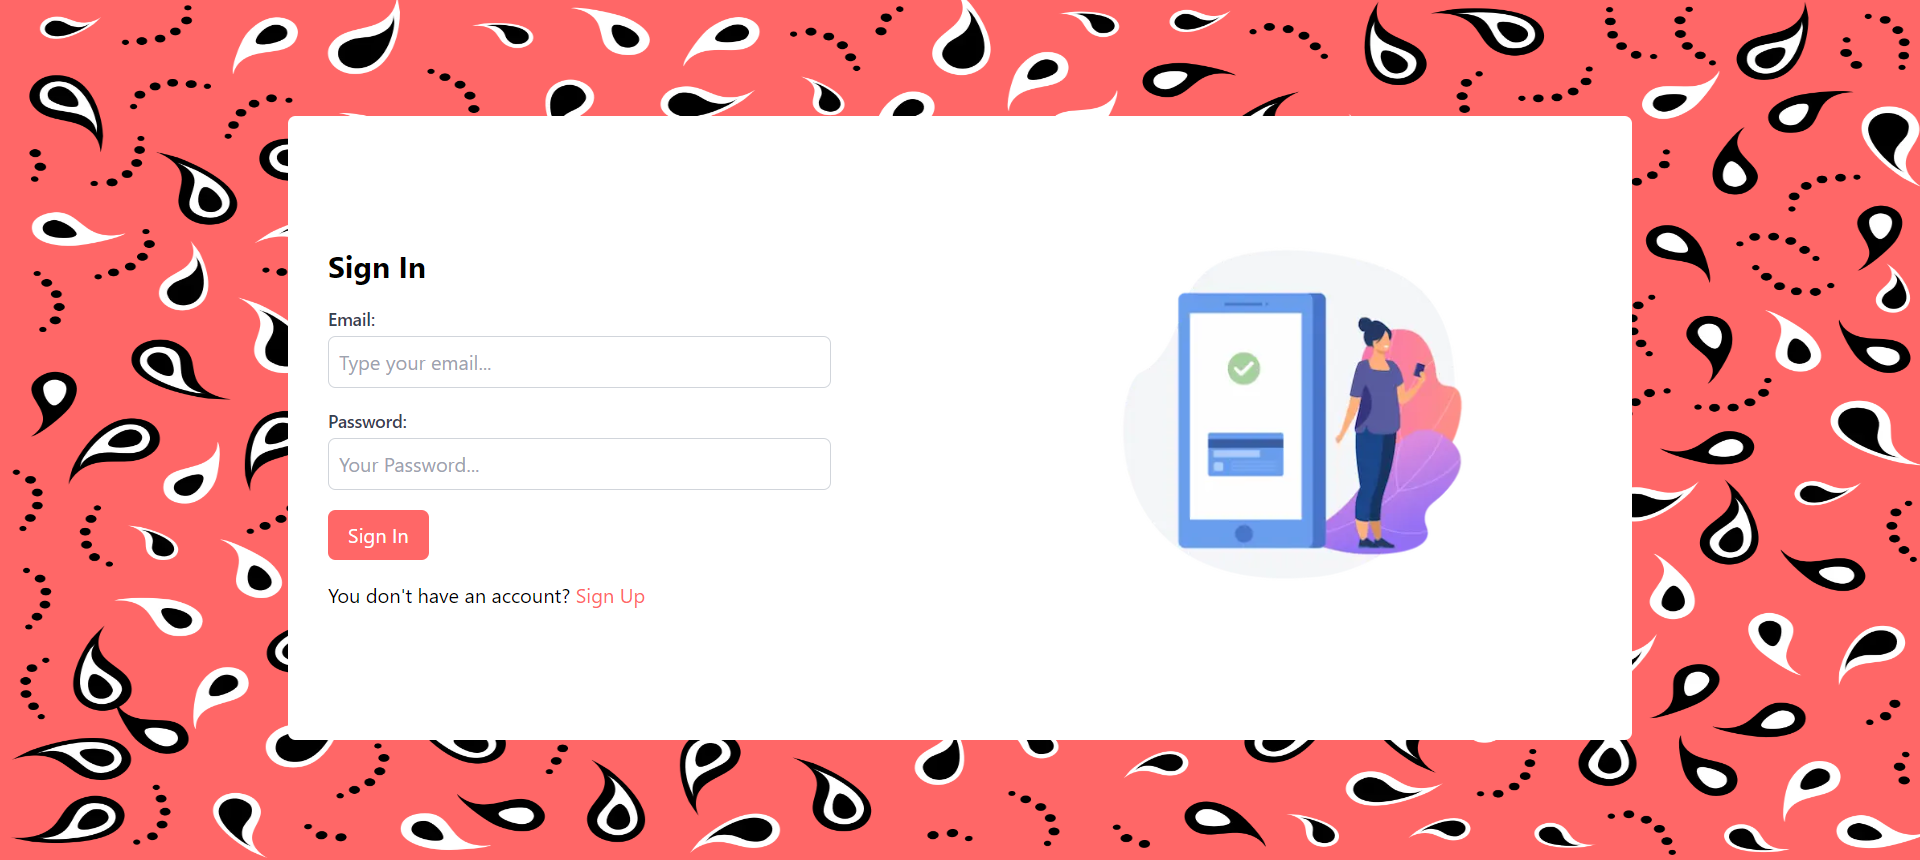 Sign In
Email:
Type your email...
Password:
Your Password...
Sign In
You don't have an account? Sign Up